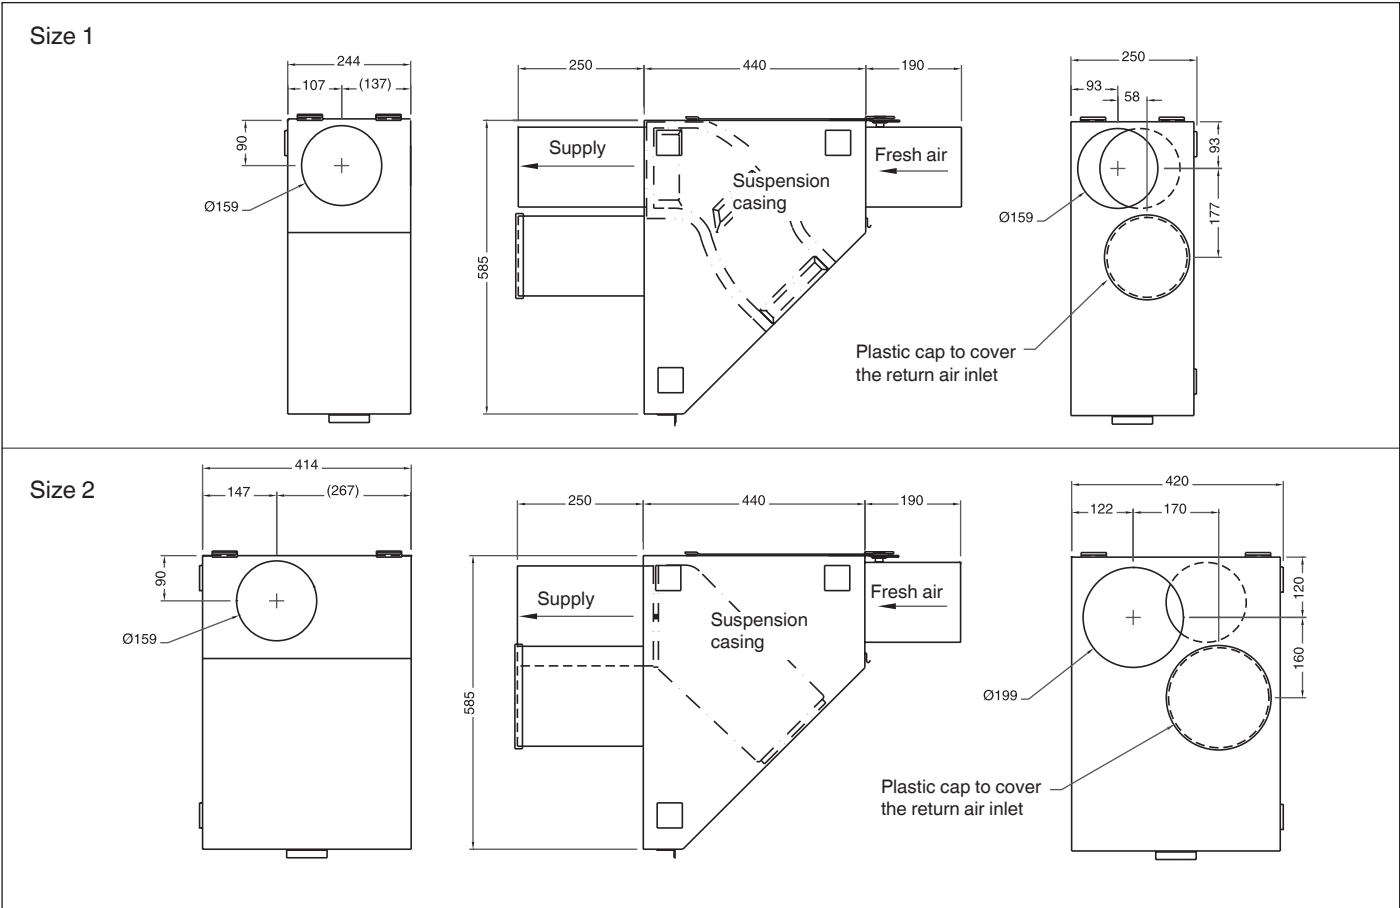 Size 1
244
107
(137)
90
Ø159
250
440
190
Supply
Fresh air
Suspension
casing
585
250
93
58
93
177
Ø159
Plastic cap to cover
the return air inlet
Size 2
414
147
(267)
90
Ø159
250
440
190
Supply
Fresh air
Suspension
casing
585
420
122
170
120
160
Ø199
Plastic cap to cover
the return air inlet